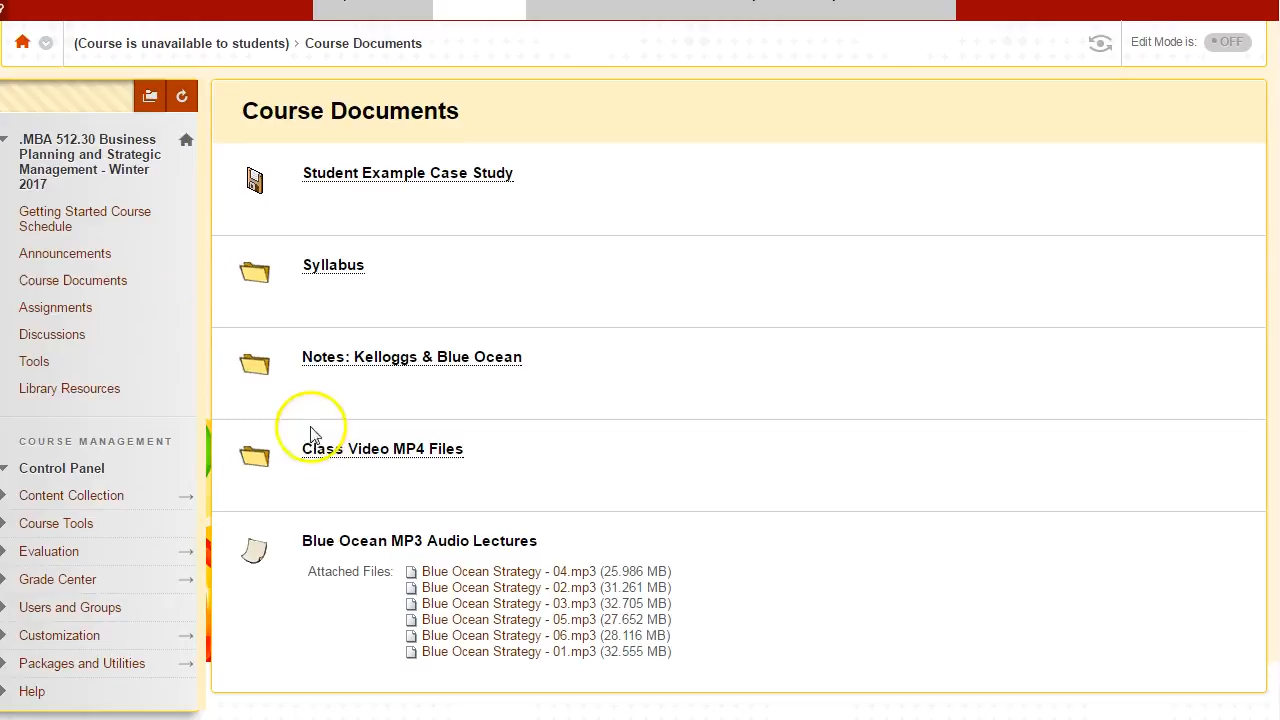 (Course is unavailable to students) > Course Documents
Edit Mode is: OFF
.MBA 512.30 Business
Planning and Strategic
Management - Winter
2017
Getting Started Course
Schedule
Announcements
Course Documents
Assignments
Discussions
Tools
Library Resources
COURSE MANAGEMENT
Control Panel
Content Collection
Course Tools
Evaluation
Grade Center
Users and Groups
Customization
Packages and Utilities
Help
Course Documents
Student Example Case Study
Syllabus
Notes: Kelloggs & Blue Ocean
Class Video MP4 Files
Blue Ocean MP3 Audio Lectures
Attached Files: Blue Ocean Strategy - 04.mp3 (25.986 MB)
Blue Ocean Strategy - 02.mp3 (31.261 MB)
Blue Ocean Strategy - 03.mp3 (32.705 MB)
Blue Ocean Strategy - 05.mp3 (27.652 MB)
Blue Ocean Strategy - 06.mp3 (28.116 MB)
Blue Ocean Strategy - 01.mp3 (32.555 MB)